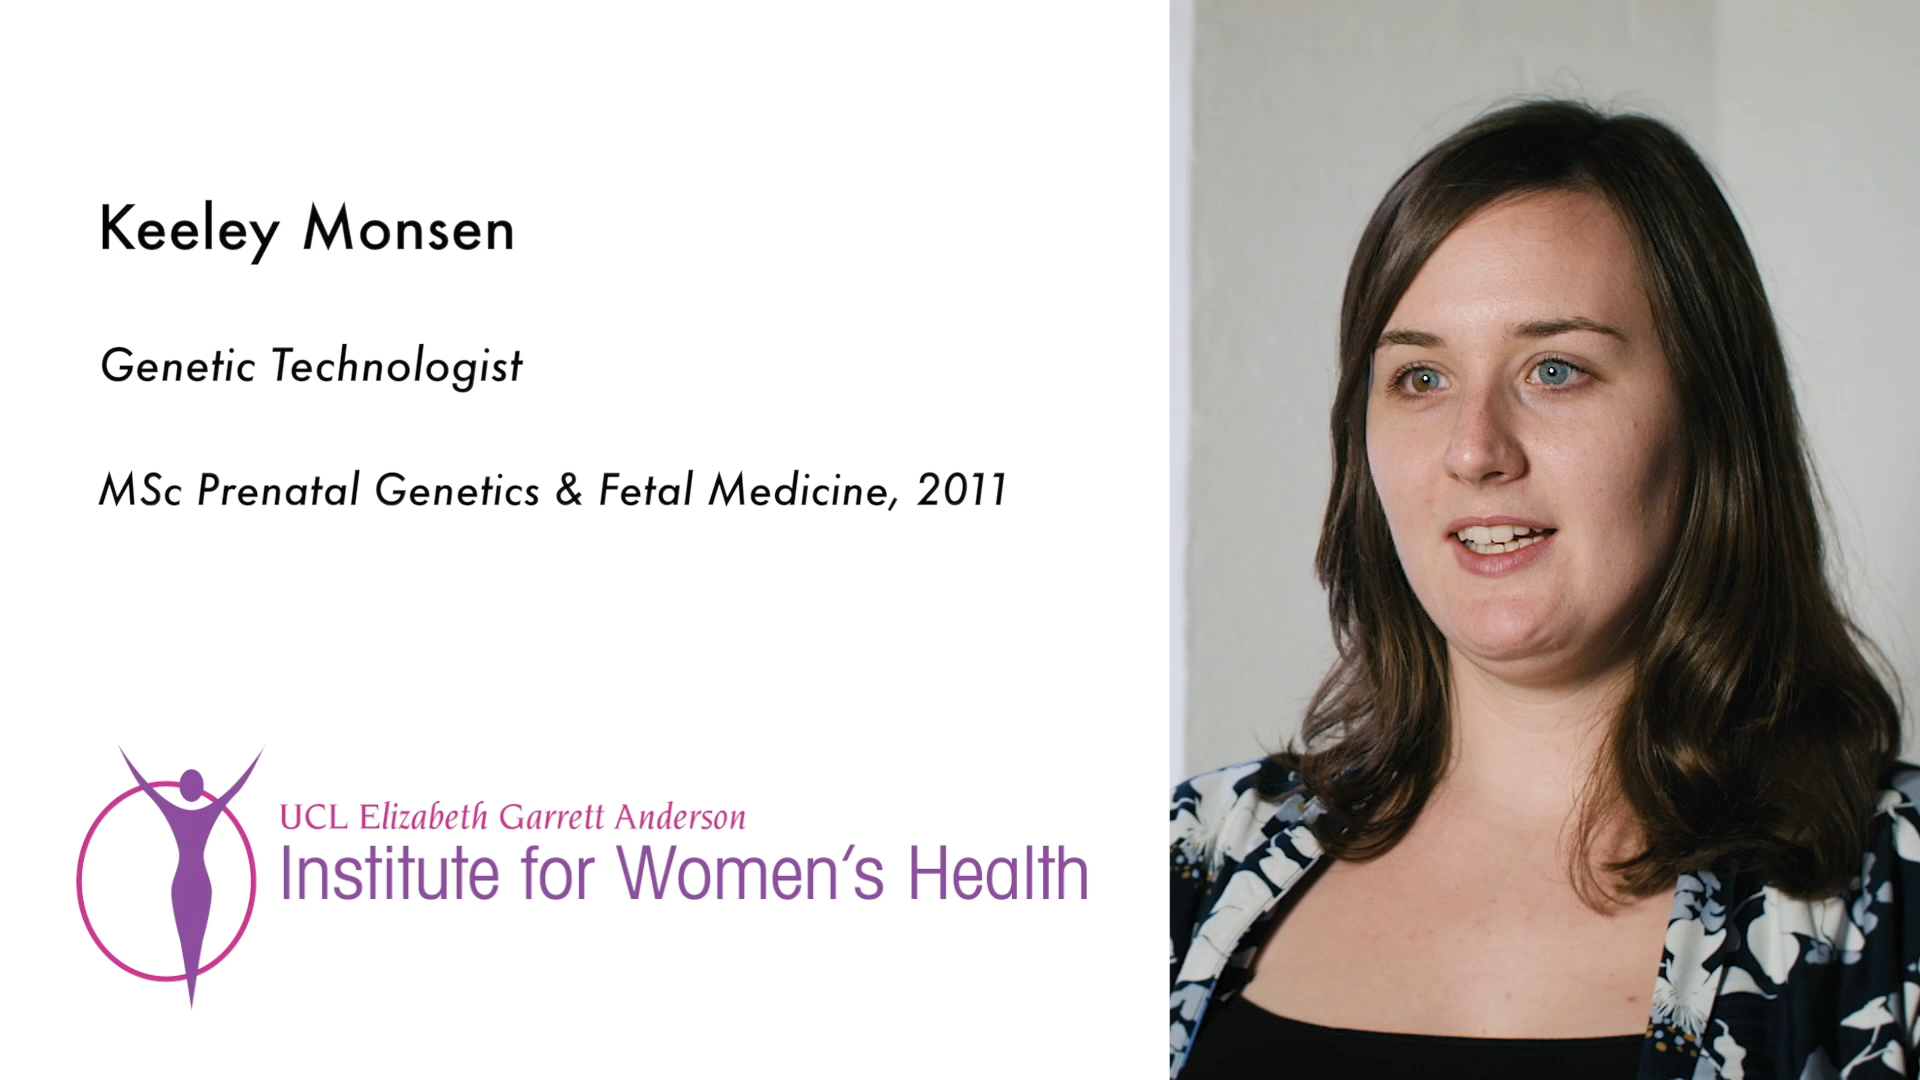 Keeley Monsen
Genetic Technologist
MSc Prenatal Genetics & Fetal Medicine, 2011
UCL Elizabeth Garrett Anderson
Institute for Women's Health